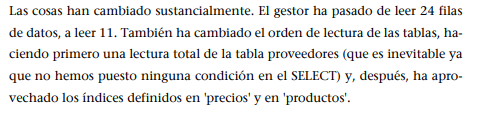 Las cosas han cambiado sustancialmente. El gestor ha pasado de leer 24 filas
de datos, a leer 11. También ha cambiado el orden de lectura de las tablas, ha-
ciendo primero una lectura total de la tabla proveedores (que es inevitable ya
que no hemos puesto ninguna condición en el SELECT) y, después, ha apro-
vechado los índices definidos en 'precios' y en 'productos'.